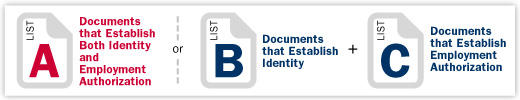 LIST
A
Documents
that Establish
Both Identity
and
Employment
Authorization
or
LIST
B
Documents
that Establish
Identity
+
LIST
C
Documents
that Establish
Employment
Authorization